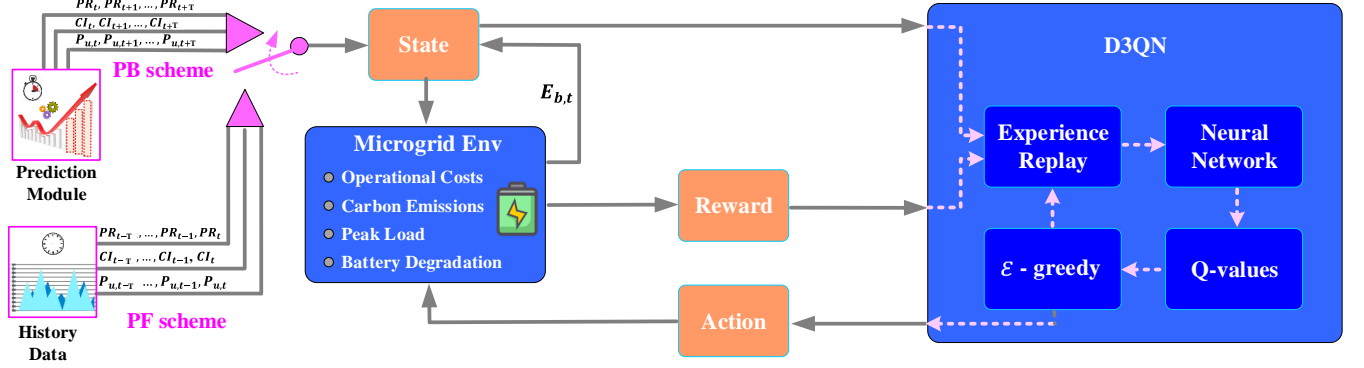 PR_t, PR_{t+1}, ..., PR_{t+T}
CI_t, CI_{t+1}, ..., CI_{t+T}
P_{u,t}, P_{u,t+1}, ..., P_{u,t+T}
PB scheme
Prediction
Module
PR_{t-T}, ..., PR_{t-1}, PR_t
CI_{t-T}, ..., CI_{t-1}, CI_t
P_{u,t-T} ..., P_{u,t-1}, P_{u,t}
PF scheme
History
Data
State
E_{b,t}
Microgrid Env
Operational Costs
Carbon Emissions
Peak Load
Battery Degradation
Reward
Action
D3QN
Experience
Replay
Neural
Network
ε - greedy
Q-values